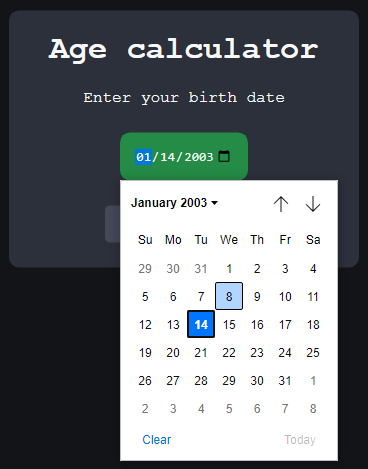 Age calculator
Enter your birth date
01/14/2003
January 2003
Su Mo Tu We Th Fr Sa
29 30 31 1 2 3 4
5 6 7 8 9 10 11
12 13 14 15 16 17 18
19 20 21 22 23 24 25
26 27 28 29 30 31 1
2 3 4 5 6 7 8
Clear Today